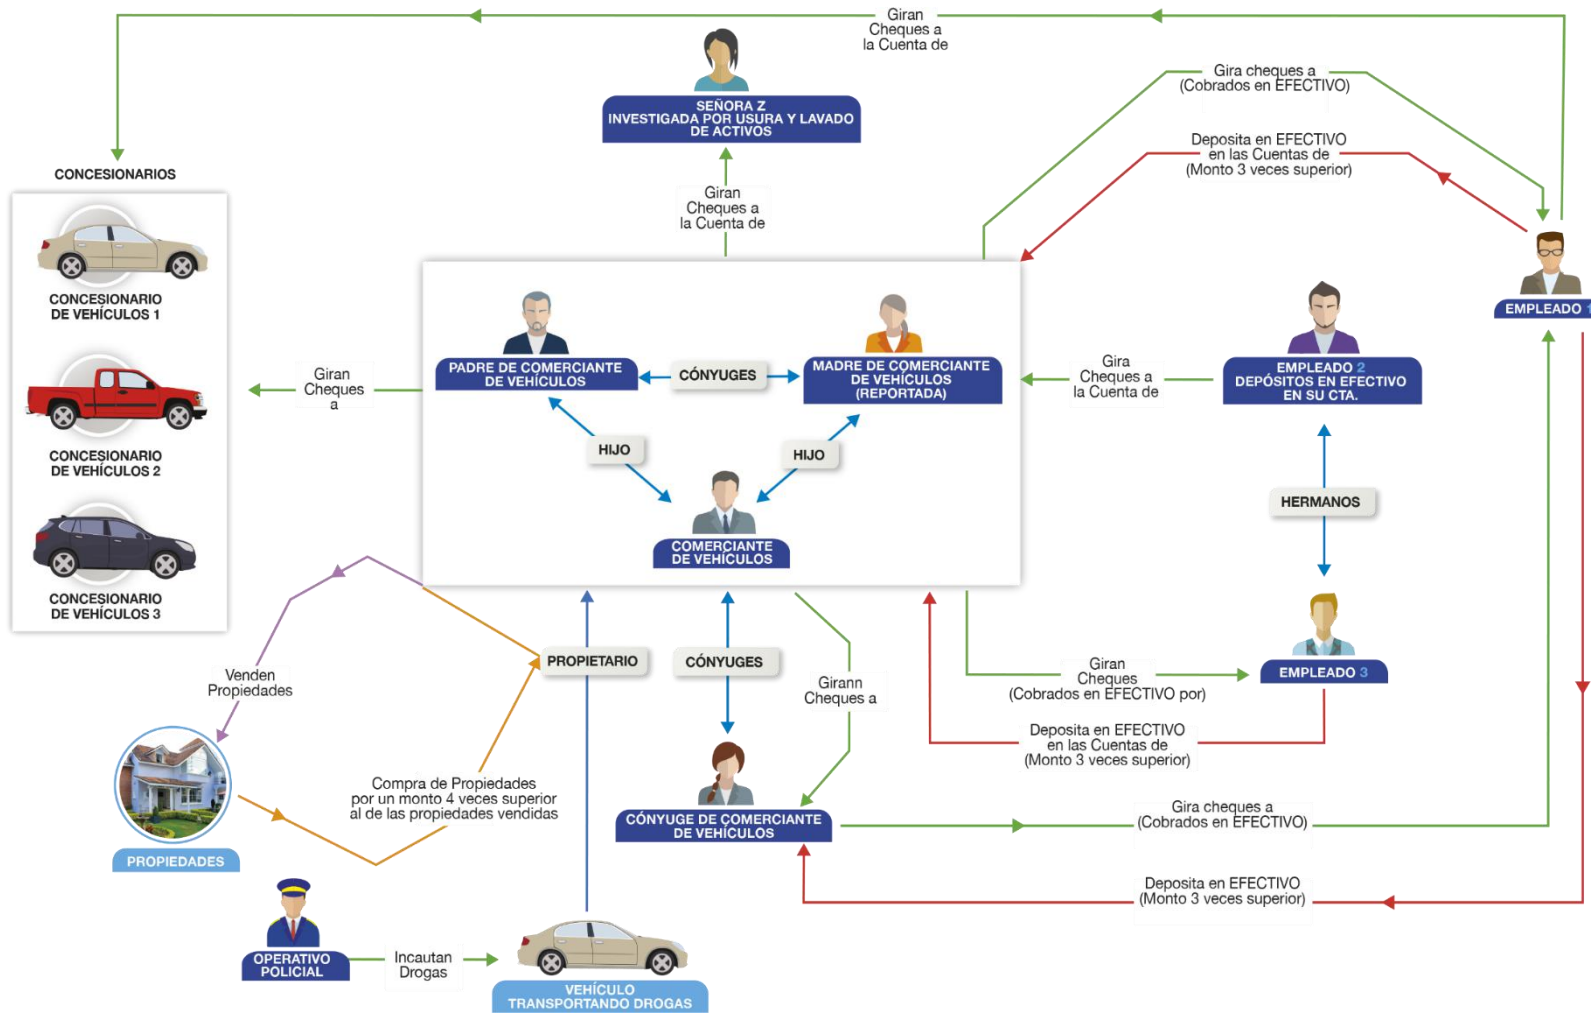 Giran
Cheques a
la Cuenta de
Gira cheques a
(Cobrados en EFECTIVO)
SEÑORA Z
INVESTIGADA POR USURA Y LAVADO
DE ACTIVOS
Deposita en EFECTIVO
en las Cuentas de
(Monto 3 veces superior)
CONCESIONARIOS
Giran
Cheques a
la Cuenta de
CONCESIONARIO
DE VEHÍCULOS 1
EMPLEADO 1
PADRE DE COMERCIANTE
DE VEHÍCULOS
CÓNYUGES
MADRE DE COMERCIANTE
DE VEHÍCULOS
(REPORTADA)
Gira
Cheques a
la Cuenta de
EMPLEADO 2
DEPÓSITOS EN EFECTIVO
EN SU CTA.
Giran
Cheques
a
HIJO
HIJO
CONCESIONARIO
DE VEHÍCULOS 2
HERMANOS
COMERCIANTE
DE VEHÍCULOS
CONCESIONARIO
DE VEHÍCULOS 3
PROPIETARIO
CÓNYUGES
Venden
Propiedades
Girann
Cheques a
Giran
Cheques
(Cobrados en EFECTIVO por)
EMPLEADO 3
Deposita en EFECTIVO
en las Cuentas de
(Monto 3 veces superior)
Compra de Propiedades
por un monto 4 veces superior
al de las propiedades vendidas
CÓNYUGE DE COMERCIANTE
DE VEHÍCULOS
Gira cheques a
(Cobrados en EFECTIVO)
PROPIEDADES
Deposita en EFECTIVO
(Monto 3 veces superior)
OPERATIVO
POLICIAL
Incautan
Drogas
VEHÍCULO
TRANSPORTANDO DROGAS